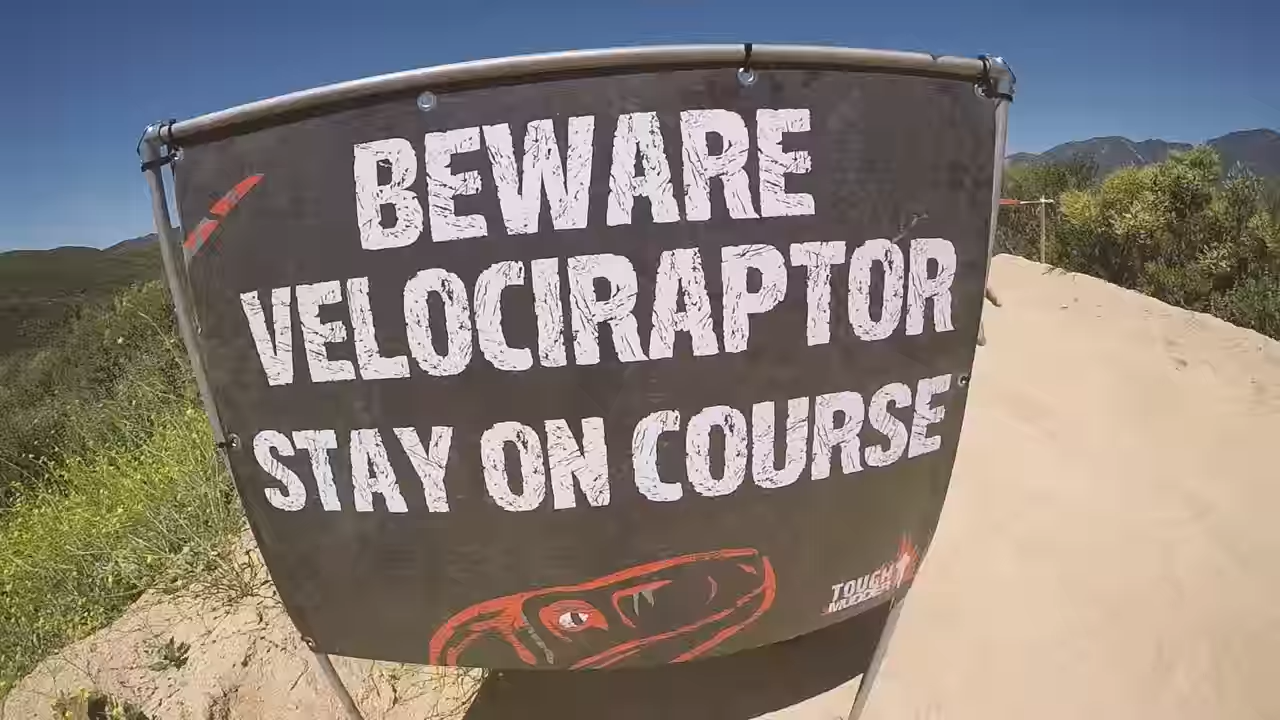 BEWARE
VELOCIRAPTOR
STAY ON COURSE
TOUGH
MUDDER